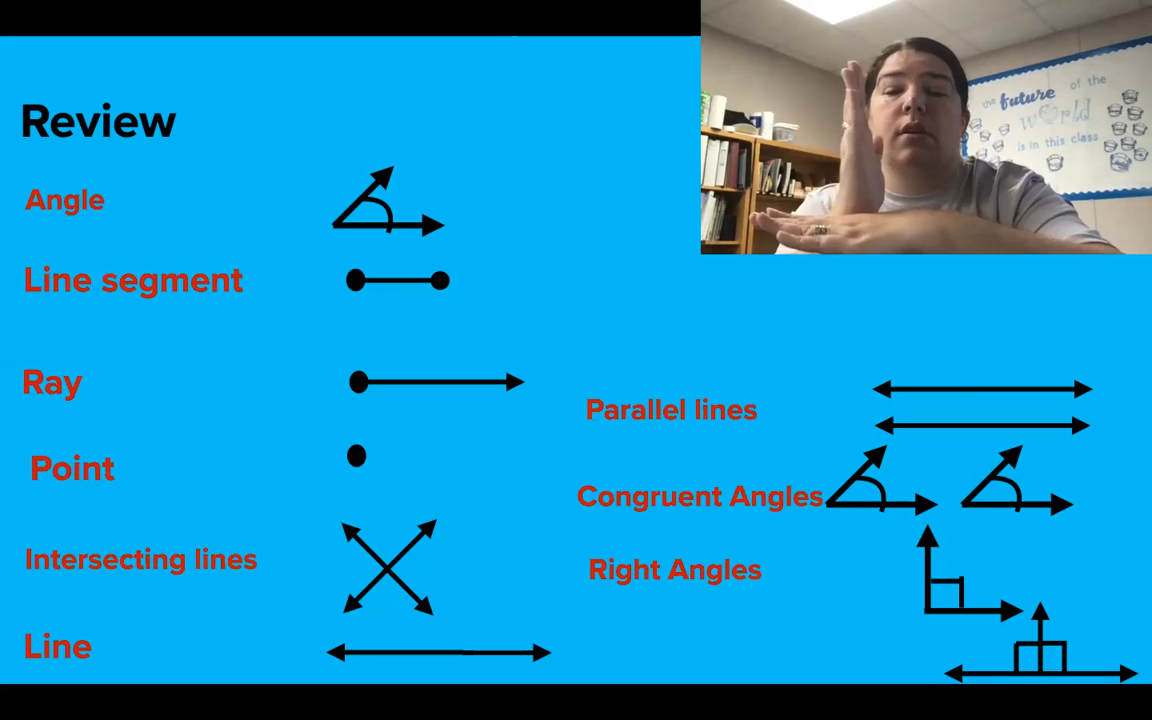 Review
Angle
Line segment
Ray
Point
Intersecting lines
Line
Parallel lines
Congruent Angles
Right Angles
the future of the
world
is in this class